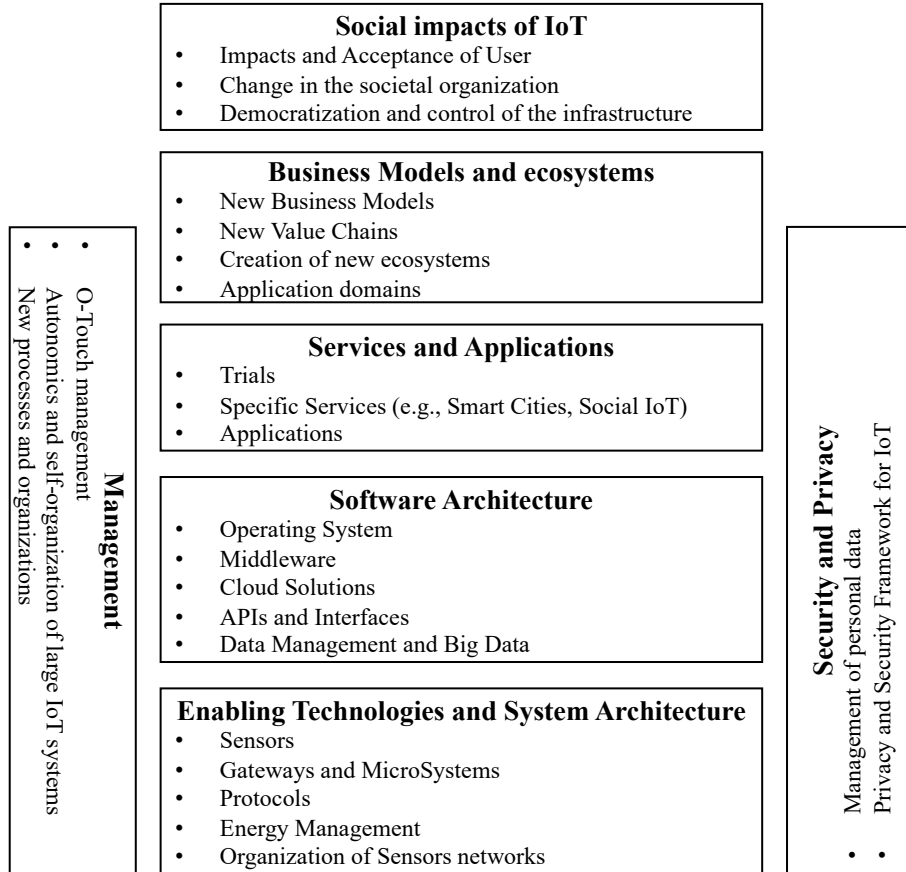 Social impacts of IoT
• Impacts and Acceptance of User
• Change in the societal organization
• Democratization and control of the infrastructure
Business Models and ecosystems
• New Business Models
• New Value Chains
• Creation of new ecosystems
• Application domains
Services and Applications
• Trials
• Specific Services (e.g., Smart Cities, Social IoT)
• Applications
Software Architecture
• Operating System
• Middleware
• Cloud Solutions
• APIs and Interfaces
• Data Management and Big Data
Enabling Technologies and System Architecture
• Sensors
• Gateways and MicroSystems
• Protocols
• Energy Management
• Organization of Sensors networks
Management
• O-Touch management
• Autonomics and self-organization of large IoT systems
• New processes and organizations
Security and Privacy
• Management of personal data
• Privacy and Security Framework for IoT